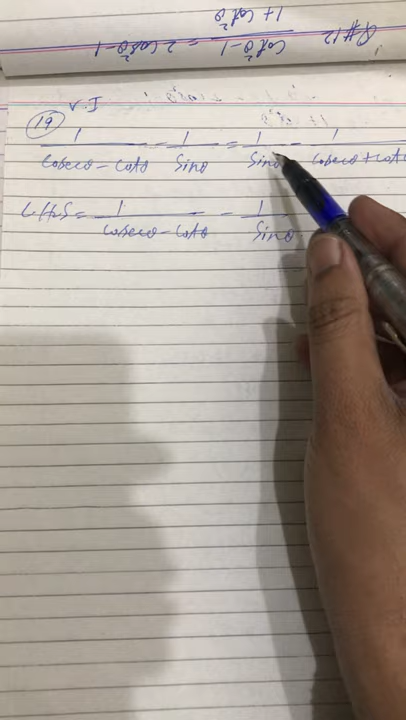 Q#12 (cot²θ-1)/(1+cot²θ) = 2cos²θ-1
V.I
(19) 1/(cosecθ - cotθ) - 1/sinθ = 1/sinθ - 1/(cosecθ + cotθ)
L.H.S = 1/(cosecθ - cotθ) - 1/sinθ